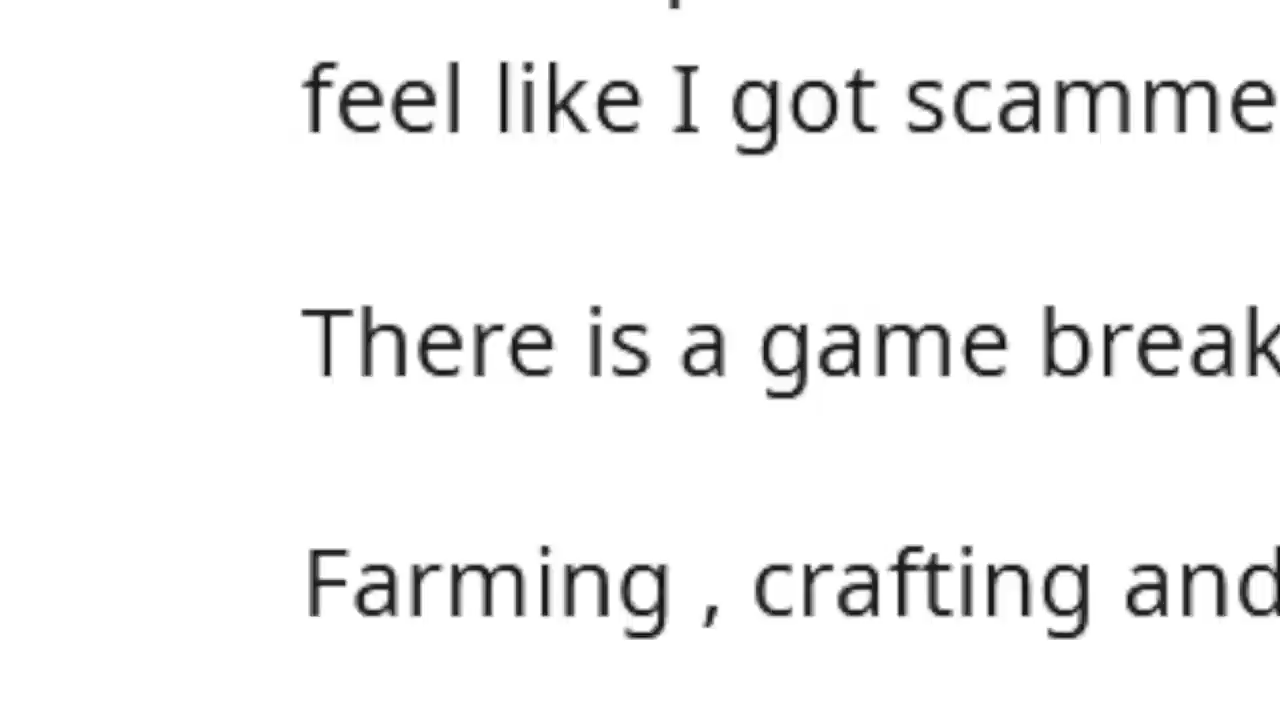 feel like I got scamme
There is a game break
Farming , crafting and